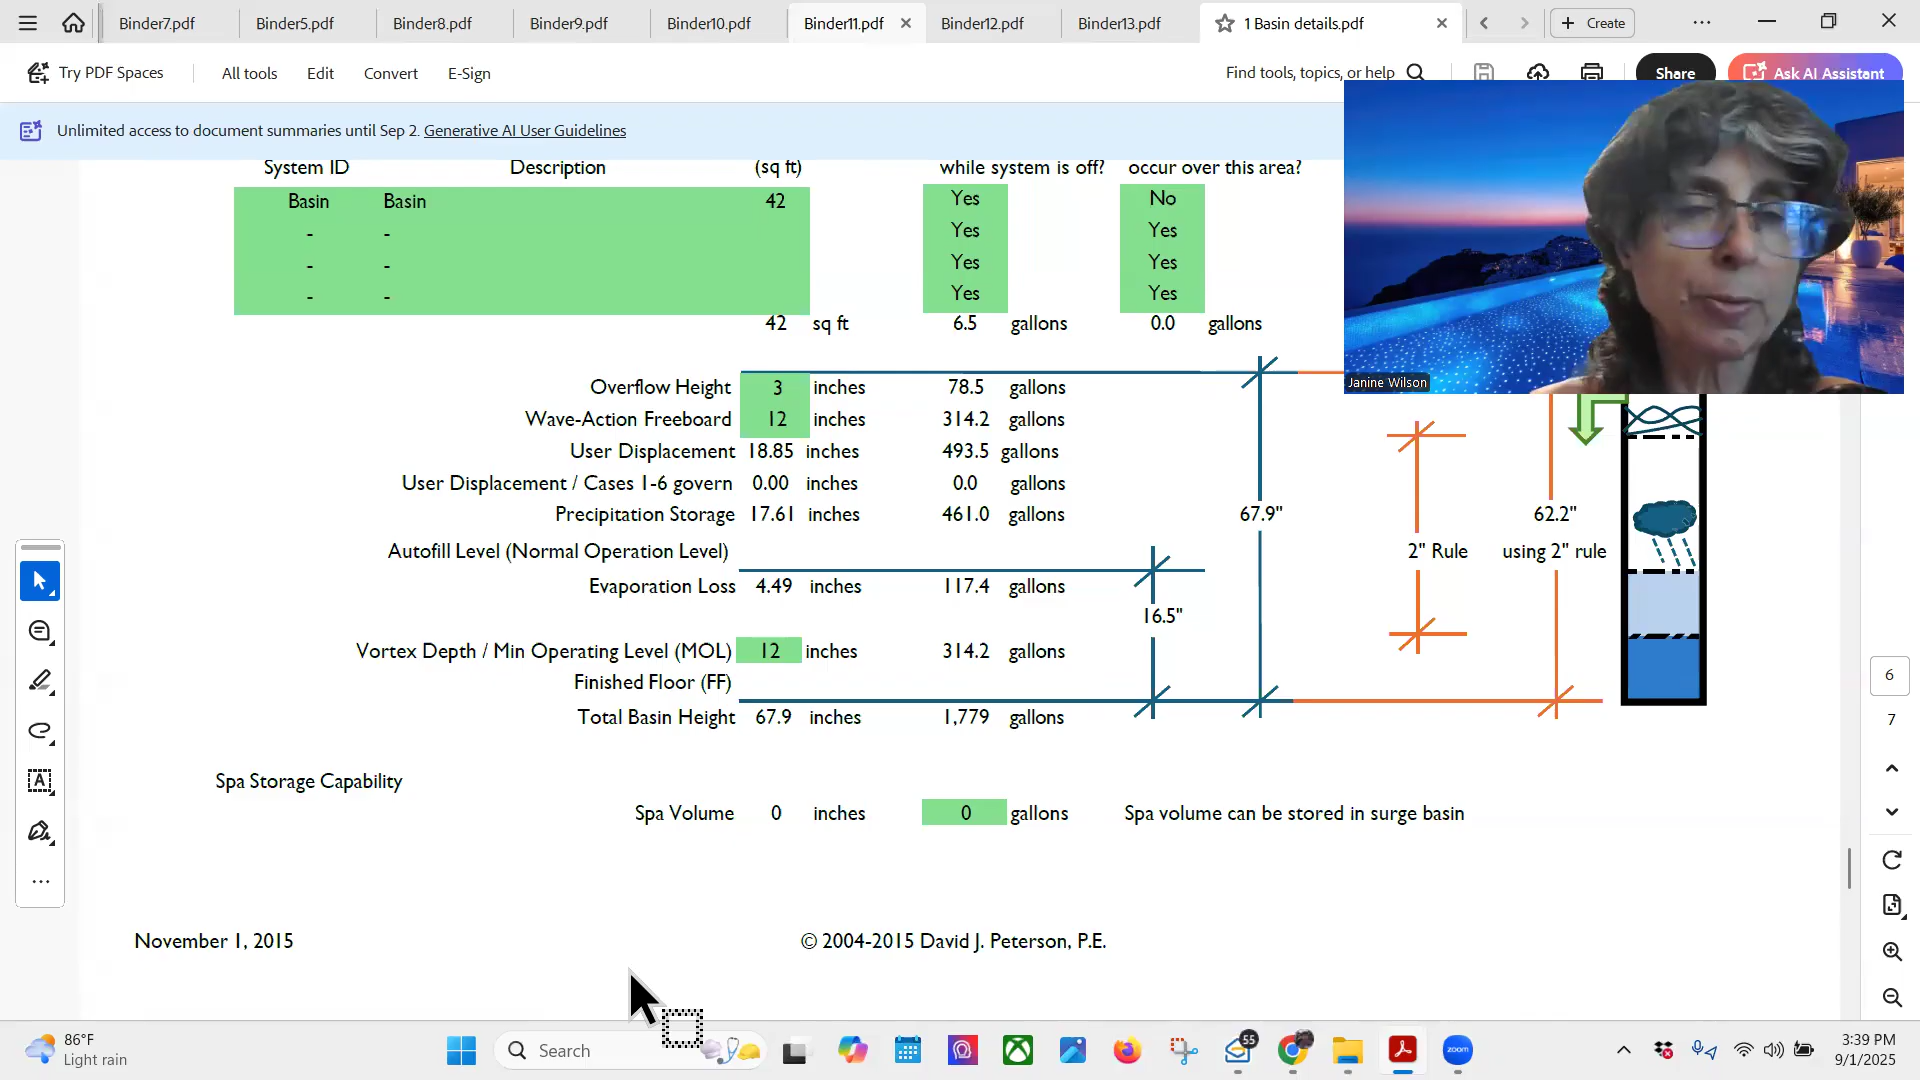 Binder7.pdf Binder5.pdf Binder8.pdf Binder9.pdf Binder10.pdf Binder11.pdf Binder12.pdf Binder13.pdf 1 Basin details.pdf Create
Try PDF Spaces All tools Edit Convert E-Sign Find tools, topics, or help Share Ask AI Assistant
Unlimited access to document summaries until Sep 2. Generative AI User Guidelines
System ID Description (sq ft) while system is off? occur over this area?
Basin Basin 42 Yes No
- - Yes Yes
- - Yes Yes
- - Yes Yes
42 sq ft 6.5 gallons 0.0 gallons
Janine Wilson
Overflow Height 3 inches 78.5 gallons
Wave-Action Freeboard 12 inches 314.2 gallons
User Displacement 18.85 inches 493.5 gallons
User Displacement / Cases 1-6 govern 0.00 inches 0.0 gallons
Precipitation Storage 17.61 inches 461.0 gallons 67.9" 62.2"
Autofill Level (Normal Operation Level) 2" Rule using 2" rule
Evaporation Loss 4.49 inches 117.4 gallons
16.5"
Vortex Depth / Min Operating Level (MOL) 12 inches 314.2 gallons
Finished Floor (FF)
Total Basin Height 67.9 inches 1,779 gallons
6
7
Spa Storage Capability
Spa Volume 0 inches 0 gallons Spa volume can be stored in surge basin
November 1, 2015 © 2004-2015 David J. Peterson, P.E.
86°F
Light rain
Search
55
zoom
3:39 PM
9/1/2025